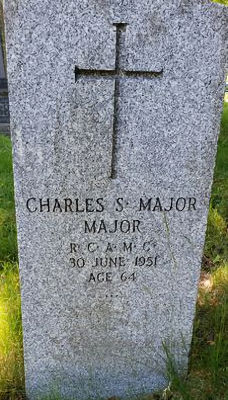 CHARLES S. MAJOR
MAJOR
R. C. A. M. C.
30 JUNE 1951
AGE 64